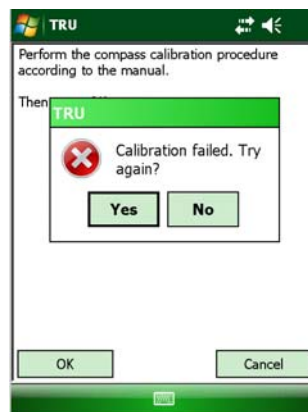 TRU
Perform the compass calibration procedure
according to the manual.
Then
TRU
Calibration failed. Try
again?
Yes
No
OK
Cancel